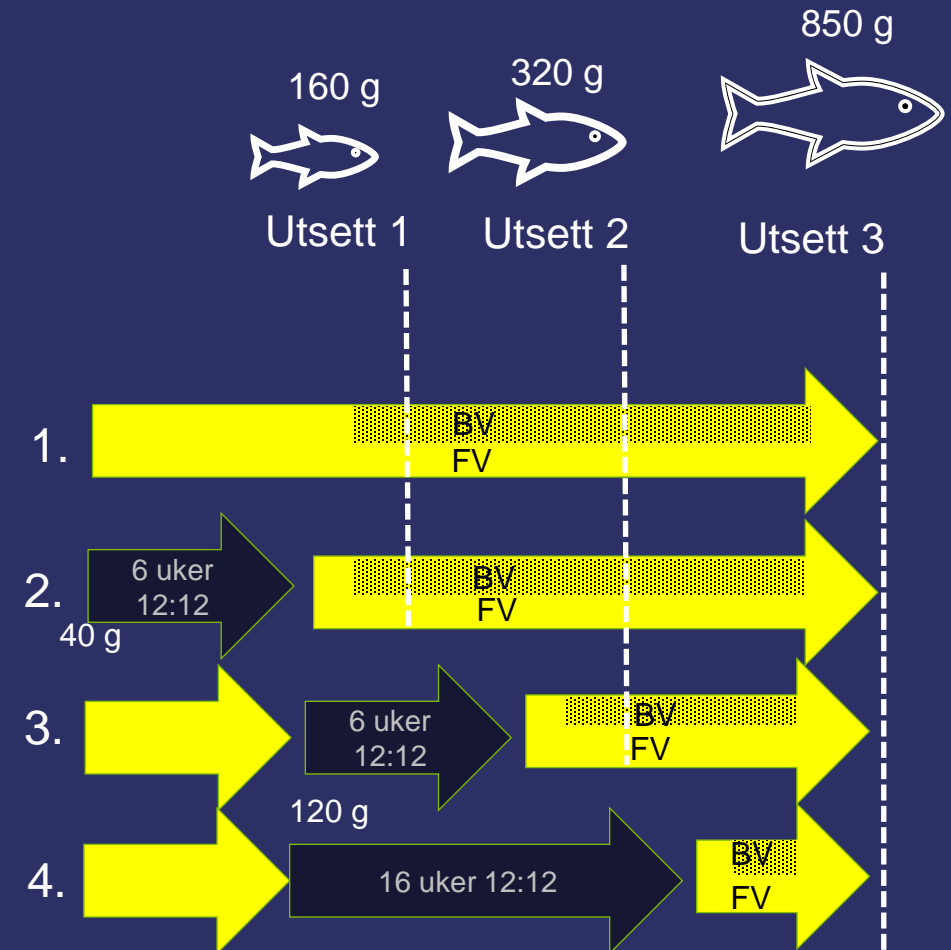 850 g
320 g
160 g
Utsett 1
Utsett 2
Utsett 3
1.
BV
FV
2.
6 uker
12:12
BV
FV
40 g
3.
6 uker
12:12
BV
FV
120 g
4.
16 uker 12:12
BV
FV